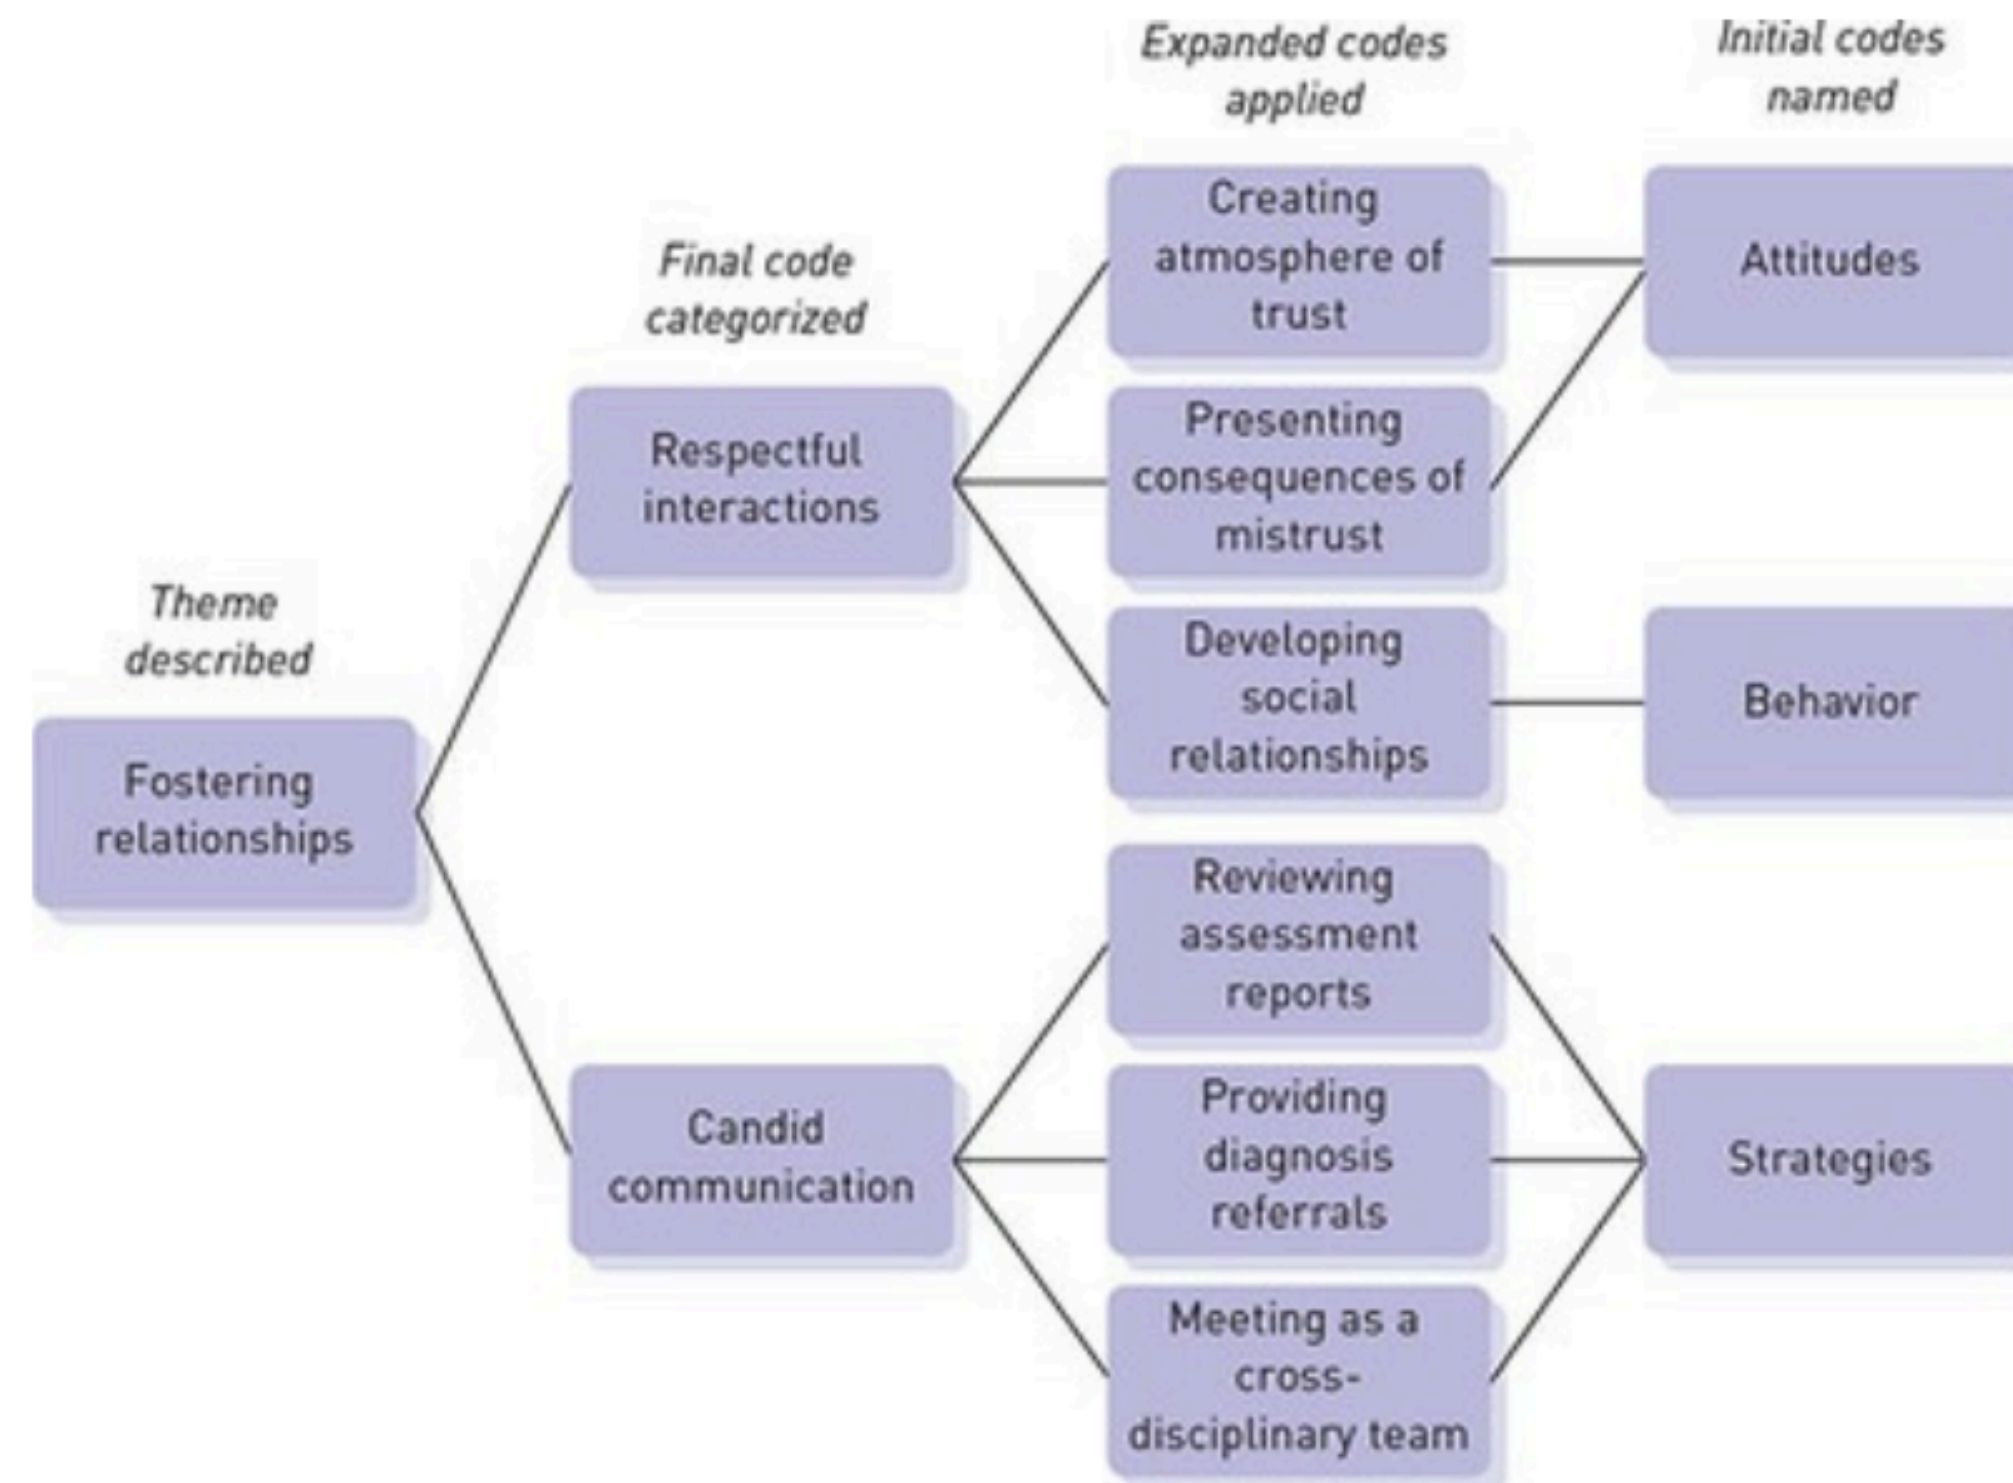 Expanded codes
applied
Initial codes
named
Final code
categorized
Theme
described
Fostering
relationships
Respectful
interactions
Candid
communication
Creating
atmosphere of
trust
Presenting
consequences of
mistrust
Developing
social
relationships
Reviewing
assessment
reports
Providing
diagnosis
referrals
Meeting as a
cross-
disciplinary team
Attitudes
Behavior
Strategies